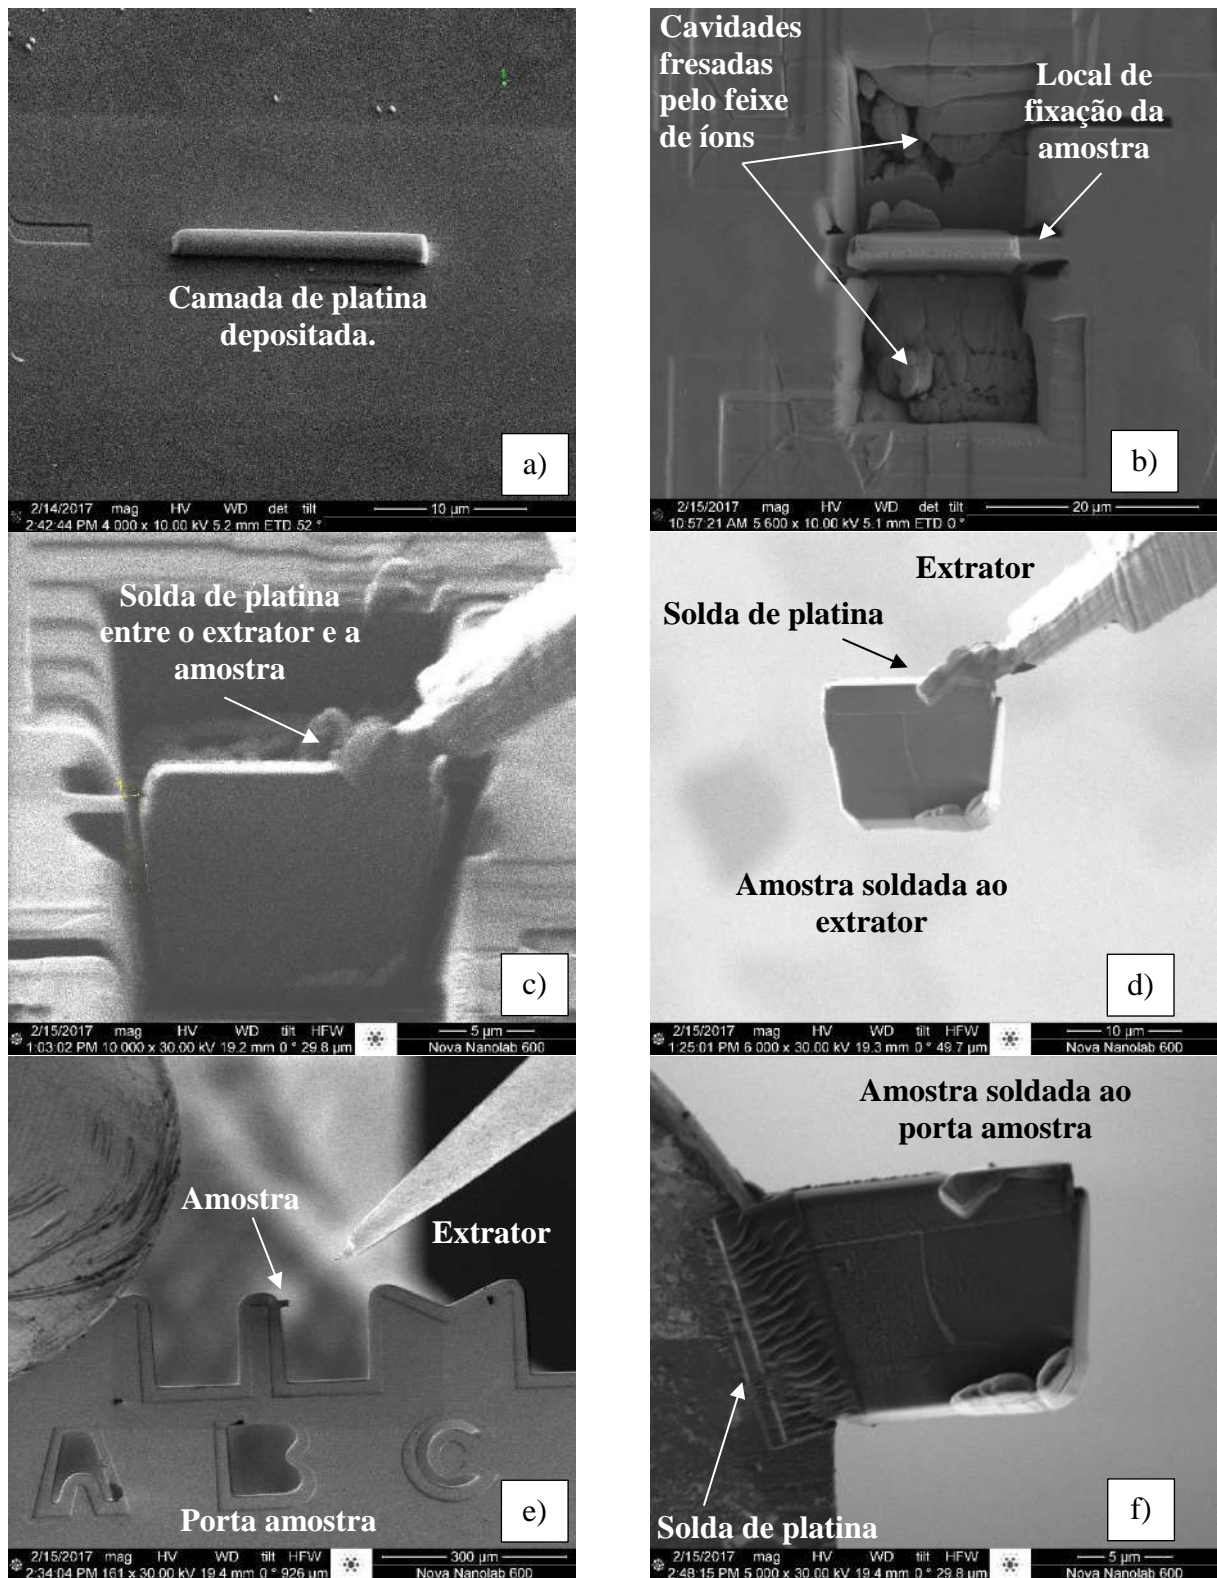 Camada de platina
depositada.
a)
2/14/2017 mag HV WD det tilt
2:42:44 PM 4 000 x 10.00 kV 5.2 mm ETD 52 °
10 µm
Cavidades
fresadas
pelo feixe
de íons
Local de
fixação da
amostra
b)
2/15/2017 mag HV WD det tilt
10:57:21 AM 5 600 x 10.00 kV 5.1 mm ETD 0 °
20 µm
Solda de platina
entre o extrator e a
amostra
c)
2/15/2017 mag HV WD tilt HFW
1:03:02 PM 10 000 x 30.00 kV 19.2 mm 0 ° 29.8 µm
5 µm
Nova Nanolab 600
Extrator
Solda de platina
Amostra soldada ao
extrator
d)
2/15/2017 mag HV WD tilt HFW
1:25:01 PM 6 000 x 30.00 kV 19.3 mm 0 ° 49.7 µm
10 µm
Nova Nanolab 600
Amostra
Extrator
A B C
Porta amostra
e)
2/15/2017 mag HV WD tilt HFW
2:34:04 PM 161 x 30.00 kV 19.4 mm 0 ° 926 µm
300 µm
Nova Nanolab 600
Amostra soldada ao
porta amostra
Solda de platina
f)
2/15/2017 mag HV WD tilt HFW
2:48:15 PM 5 000 x 30.00 kV 19.4 mm 0 °
5 µm
Nova Nanolab 600